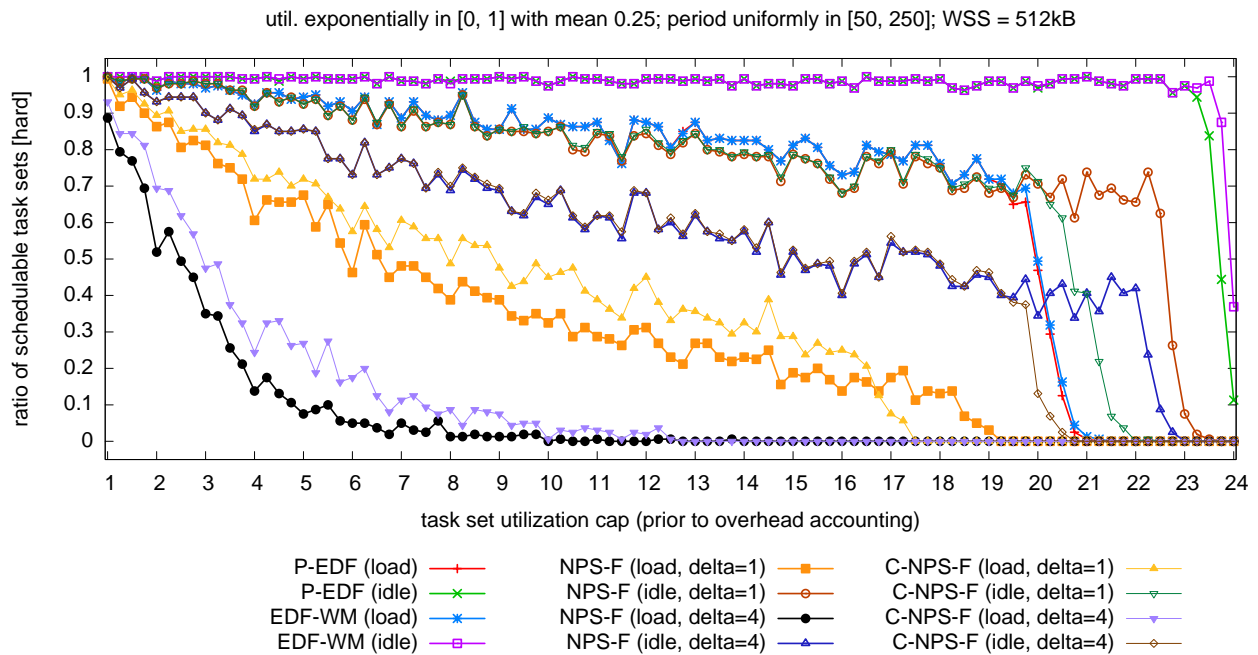 util. exponentially in [0, 1] with mean 0.25; period uniformly in [50, 250]; WSS = 512kB
ratio of schedulable task sets [hard]
1
0.9
0.8
0.7
0.6
0.5
0.4
0.3
0.2
0.1
0
1 2 3 4 5 6 7 8 9 10 11 12 13 14 15 16 17 18 19 20 21 22 23 24
task set utilization cap (prior to overhead accounting)
P-EDF (load) NPS-F (load, delta=1) C-NPS-F (load, delta=1)
P-EDF (idle) NPS-F (idle, delta=1) C-NPS-F (idle, delta=1)
EDF-WM (load) NPS-F (load, delta=4) C-NPS-F (load, delta=4)
EDF-WM (idle) NPS-F (idle, delta=4) C-NPS-F (idle, delta=4)